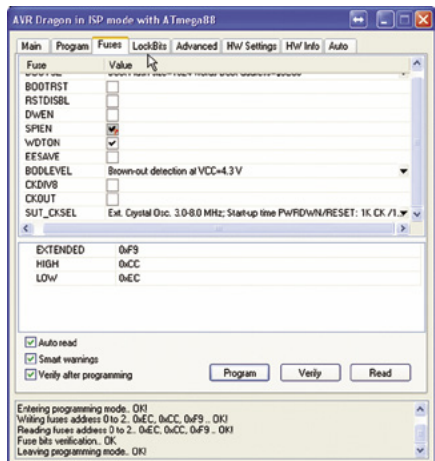 AVR Dragon in ISP mode with ATmega88
Main Program Fuses LockBits Advanced HW Settings HW Info Auto
Fuse Value
BOOTRST
RSTDISBL
DWEN
SPIEN
WDTON
EESAVE
BODLEVEL Brown-out detection at VCC=4.3 V
CKDIV8
CKOUT
SUT_CKSEL Ext. Crystal Osc. 3.0-8.0 MHz; Start-up time PWRDWN/RESET: 1K CK /1...
EXTENDED 0xF9
HIGH 0xCC
LOW 0xEC
Auto read
Smart warnings
Verify after programming
Program Verify Read
Entering programming mode.. OK!
Writing fuses address 0 to 2.. 0xEC, 0xCC, 0xF9 .. OK!
Reading fuses address 0 to 2.. 0xEC, 0xCC, 0xF9 .. OK!
Fuse bits verification.. OK
Leaving programming mode.. OK!